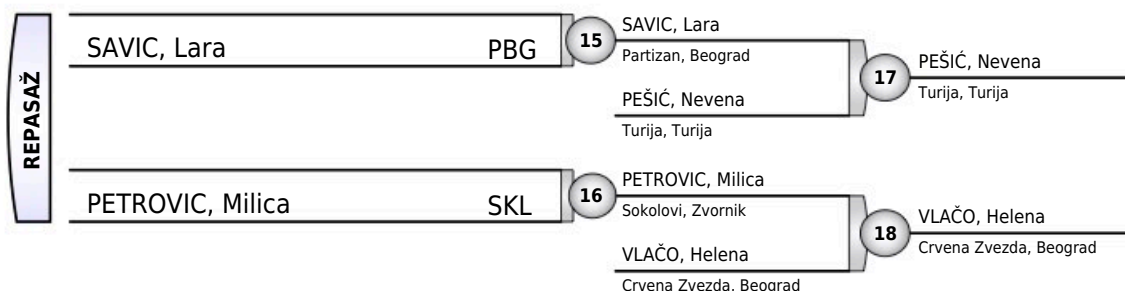 REPASAŽ
SAVIC, Lara PBG
15
SAVIC, Lara
Partizan, Beograd
PEŠIĆ, Nevena
Turija, Turija
17
PEŠIĆ, Nevena
Turija, Turija
PETROVIC, Milica SKL
16
PETROVIC, Milica
Sokolovi, Zvornik
VLAČO, Helena
Crvena Zvezda, Beograd
18
VLAČO, Helena
Crvena Zvezda, Beograd